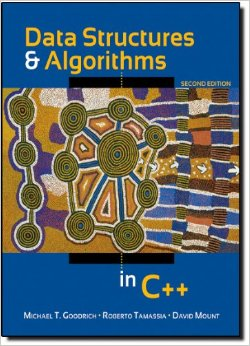 Data Structures
& Algorithms
SECOND EDITION
in C++
MICHAEL T. GOODRICH • ROBERTO TAMASSIA • DAVID MOUNT